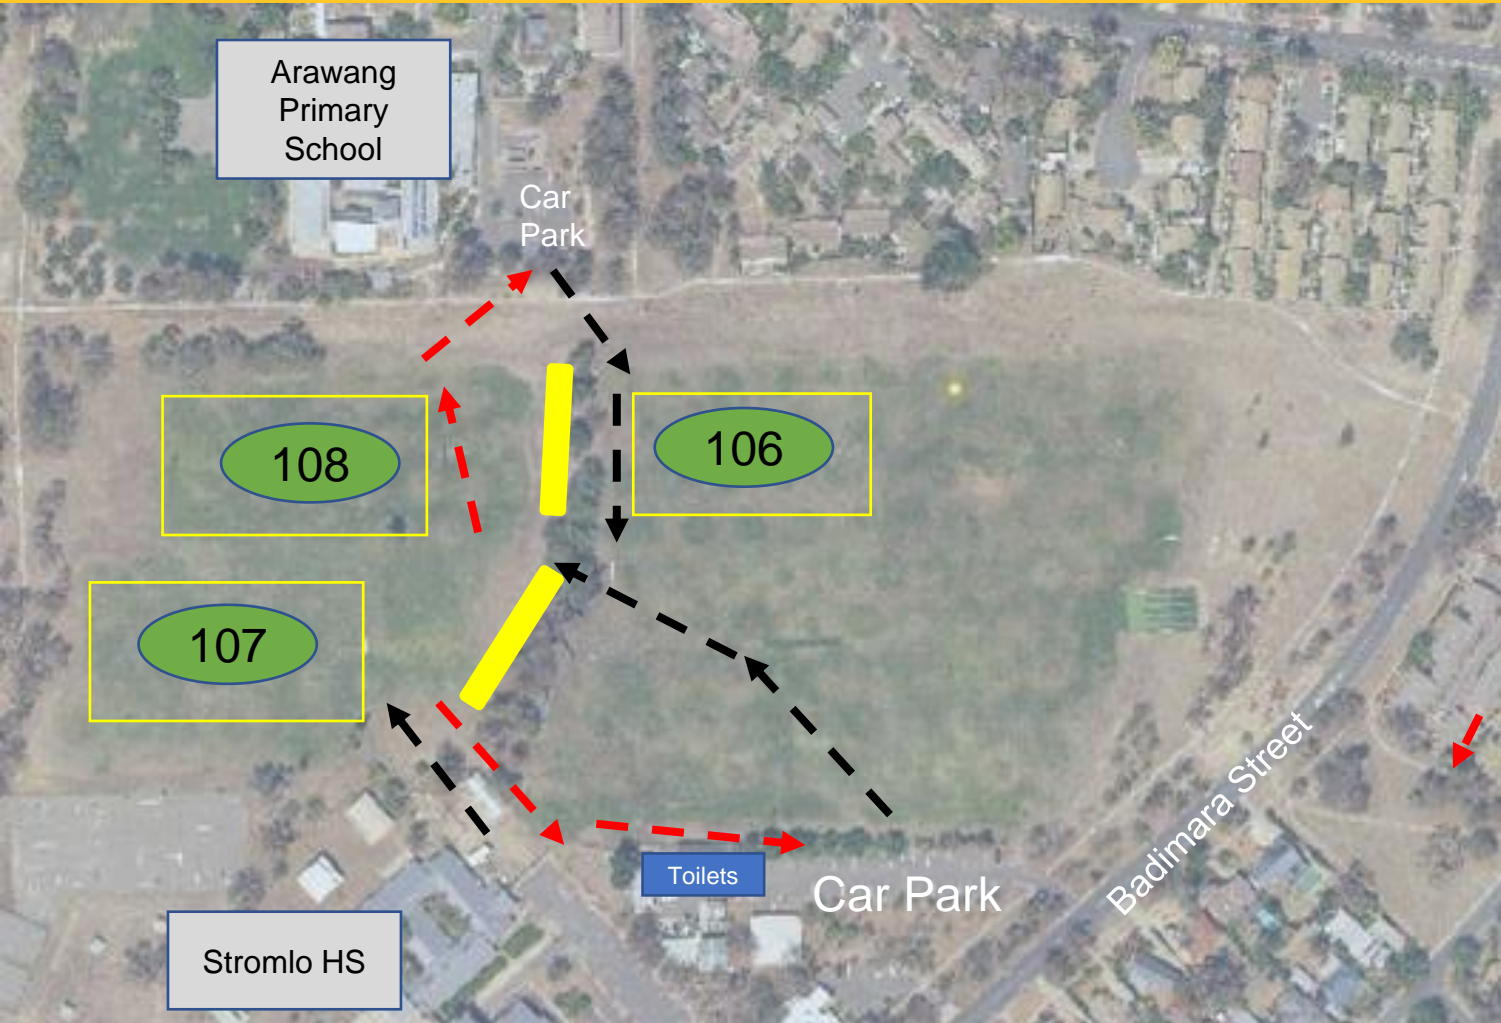 Arawang
Primary
School
Car
Park
108
106
107
Toilets
Car Park
Badimara Street
Stromlo HS